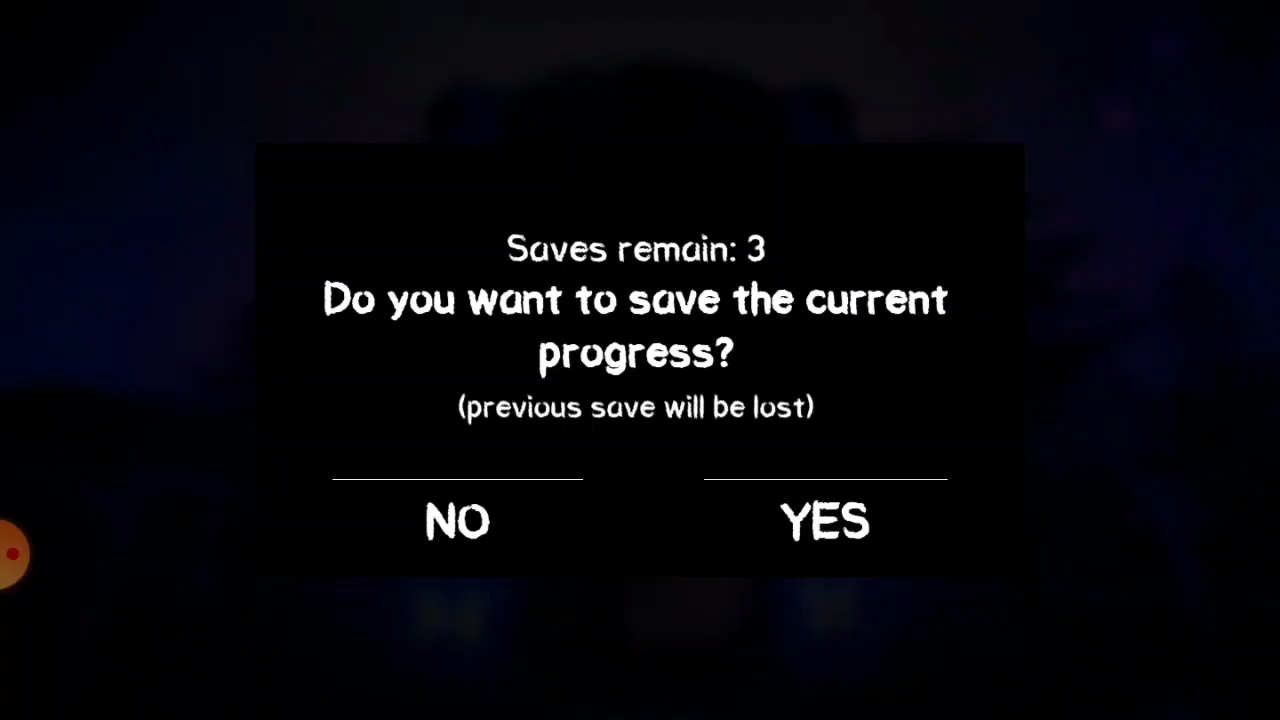 Saves remain: 3
Do you want to save the current
progress?
(previous save will be lost)
NO
YES